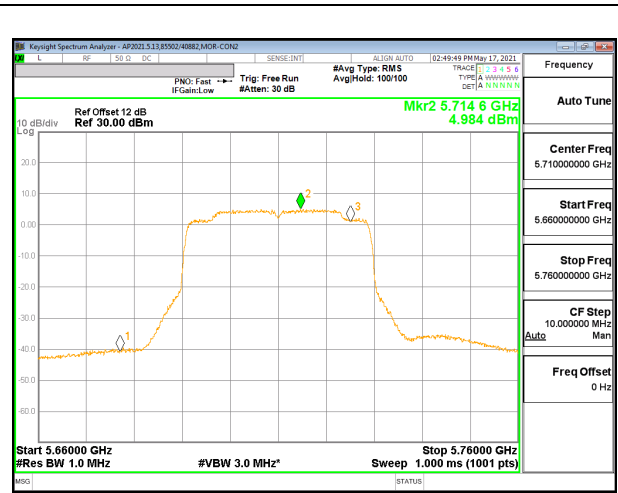 Keysight Spectrum Analyzer - AP2021.5.13,85502/40882,MOR-CON2
L RF 50 Ω DC SENSE:INT ALIGN AUTO 02:49:49 PM May 17, 2021
PNO: Fast
IFGain:Low
Trig: Free Run
#Atten: 30 dB
#Avg Type: RMS
Avg|Hold: 100/100
TRACE 1 2 3 4 5 6
TYPE A WWWWW
DET A N N N N N
Mkr2 5.714 6 GHz
4.984 dBm
Ref Offset 12 dB
10 dB/div Ref 30.00 dBm
Log
20.0
10.0
0.00
-10.0
-20.0
-30.0
-40.0
-50.0
-60.0
1
2
3
Start 5.66000 GHz Stop 5.76000 GHz
#Res BW 1.0 MHz #VBW 3.0 MHz* Sweep 1.000 ms (1001 pts)
MSG STATUS
Frequency
Auto Tune
Center Freq
5.710000000 GHz
Start Freq
5.660000000 GHz
Stop Freq
5.760000000 GHz
CF Step
10.000000 MHz
Auto Man
Freq Offset
0 Hz